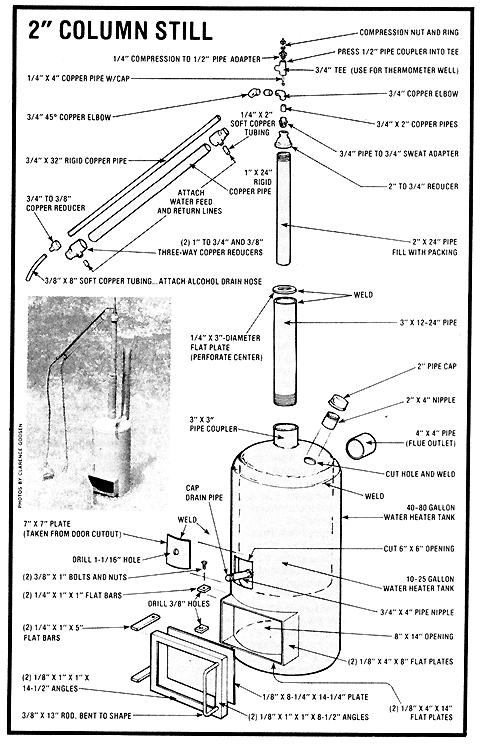 2" COLUMN STILL
COMPRESSION NUT AND RING
1/4" COMPRESSION TO 1/2" PIPE ADAPTER
PRESS 1/2" PIPE COUPLER INTO TEE
3/4" TEE (USE FOR THERMOMETER WELL)
1/4" X 4" COPPER PIPE W/CAP
3/4" COPPER ELBOW
3/4" 45° COPPER ELBOW
1/4" X 2"
SOFT COPPER
TUBING
3/4" X 2" COPPER PIPES
3/4" X 32" RIGID COPPER PIPE
3/4" PIPE TO 3/4" SWEAT ADAPTER
1" X 24"
RIGID
COPPER PIPE
2" TO 3/4" REDUCER
ATTACH
WATER FEED
AND RETURN LINES
3/4" TO 3/8"
COPPER REDUCER
(2) 1" TO 3/4" AND 3/8"
THREE-WAY COPPER REDUCERS
2" X 24" PIPE
FILL WITH PACKING
3/8" X 8" SOFT COPPER TUBING...ATTACH ALCOHOL DRAIN HOSE
WELD
1/4" X 3"-DIAMETER
FLAT PLATE
(PERFORATE CENTER)
3" X 12-24" PIPE
2" PIPE CAP
2" X 4" NIPPLE
3" X 3"
PIPE COUPLER
4" X 4" PIPE
(FLUE OUTLET)
CUT HOLE AND WELD
PHOTOS BY CLARENCE GOOSEN
CAP
DRAIN PIPE
WELD
40-80 GALLON
WATER HEATER TANK
7" X 7" PLATE
(TAKEN FROM DOOR CUTOUT)
WELD
DRILL 1-1/16" HOLE
CUT 6" X 6" OPENING
(2) 3/8" X 1" BOLTS AND NUTS
10-25 GALLON
WATER HEATER TANK
(2) 1/4" X 1" X 1" FLAT BARS
DRILL 3/8" HOLES
3/4" X 4" PIPE NIPPLE
(2) 1/4" X 1" X 5"
FLAT BARS
8" X 14" OPENING
(2) 1/8" X 4" X 8" FLAT PLATES
(2) 1/8" X 1" X 1" X
14-1/2" ANGLES
1/8" X 8-1/4" X 14-1/4" PLATE
(2) 1/8" X 4" X 14"
FLAT PLATES
3/8" X 13" ROD, BENT TO SHAPE
(2) 1/8" X 1" X 1" X 8-1/2" ANGLES